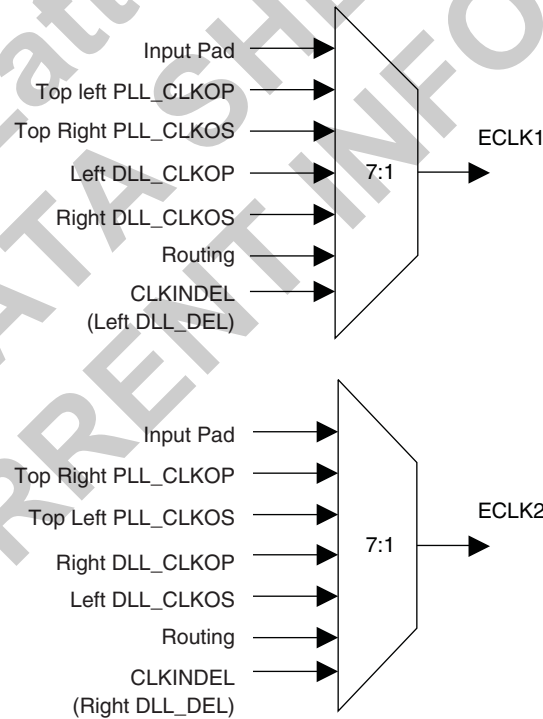 Input Pad
Top left PLL_CLKOP
Top Right PLL_CLKOS
Left DLL_CLKOP
Right DLL_CLKOS
Routing
CLKINDEL
(Left DLL_DEL)
7:1
ECLK1
Input Pad
Top Right PLL_CLKOP
Top Left PLL_CLKOS
Right DLL_CLKOP
Left DLL_CLKOS
Routing
CLKINDEL
(Right DLL_DEL)
7:1
ECLK2